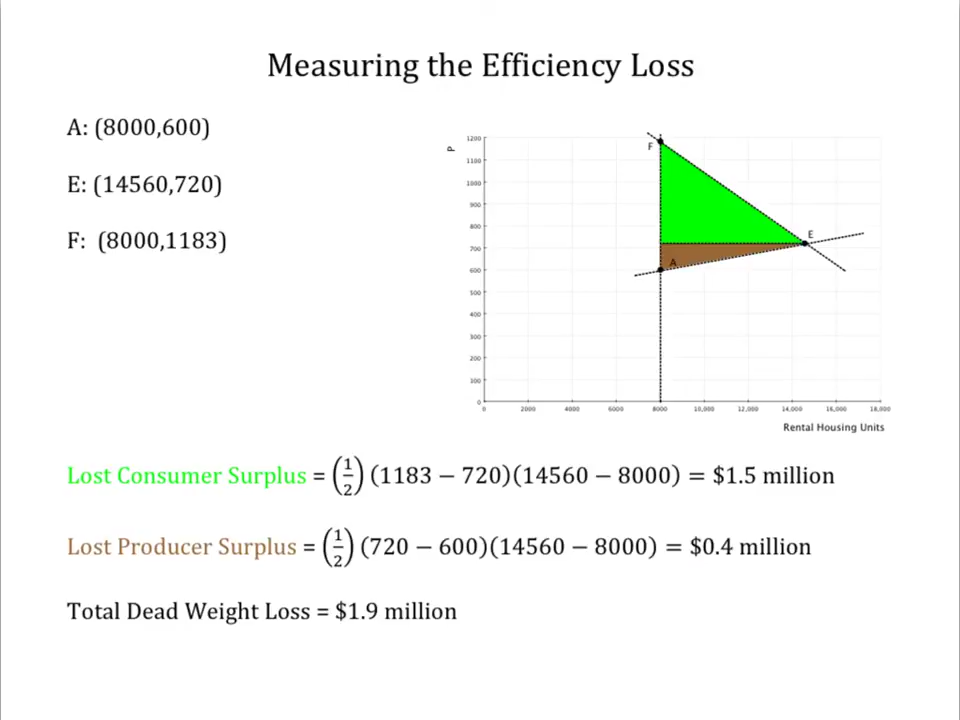 Measuring the Efficiency Loss
A: (8000,600)
E: (14560,720)
F: (8000,1183)
P
1200
1100
1000
900
800
700
600
500
400
300
200
100
0
F
E
A
0 2000 4000 6000 8000 10,000 12,000 14,000 16,000 18,000
Rental Housing Units
Lost Consumer Surplus = (1/2) (1183 − 720)(14560 − 8000) = $1.5 million
Lost Producer Surplus = (1/2) (720 − 600)(14560 − 8000) = $0.4 million
Total Dead Weight Loss = $1.9 million